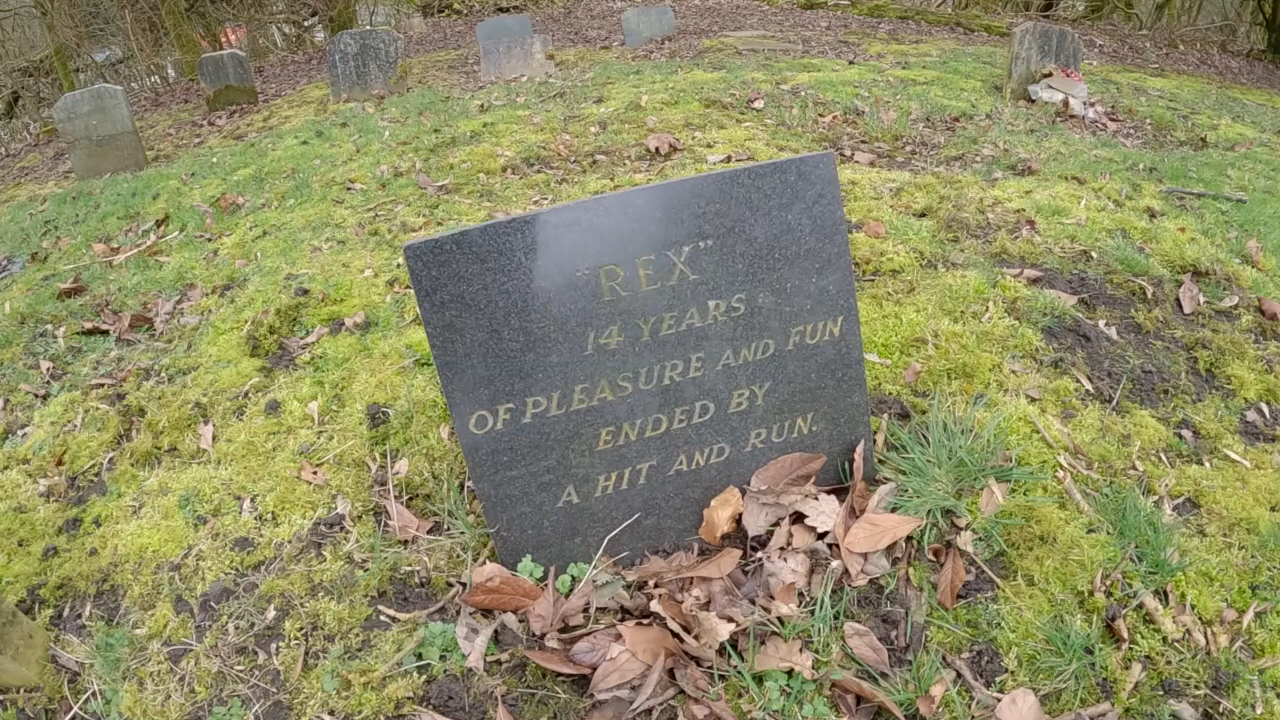 "REX"
14 YEARS
OF PLEASURE AND FUN
ENDED BY
A HIT AND RUN.